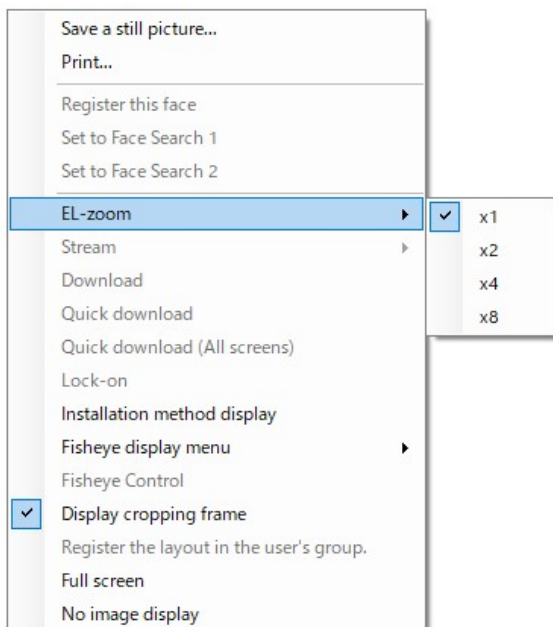 Save a still picture...
Print...
Register this face
Set to Face Search 1
Set to Face Search 2
EL-zoom
x1
x2
x4
x8
Stream
Download
Quick download
Quick download (All screens)
Lock-on
Installation method display
Fisheye display menu
Fisheye Control
Display cropping frame
Register the layout in the user's group.
Full screen
No image display